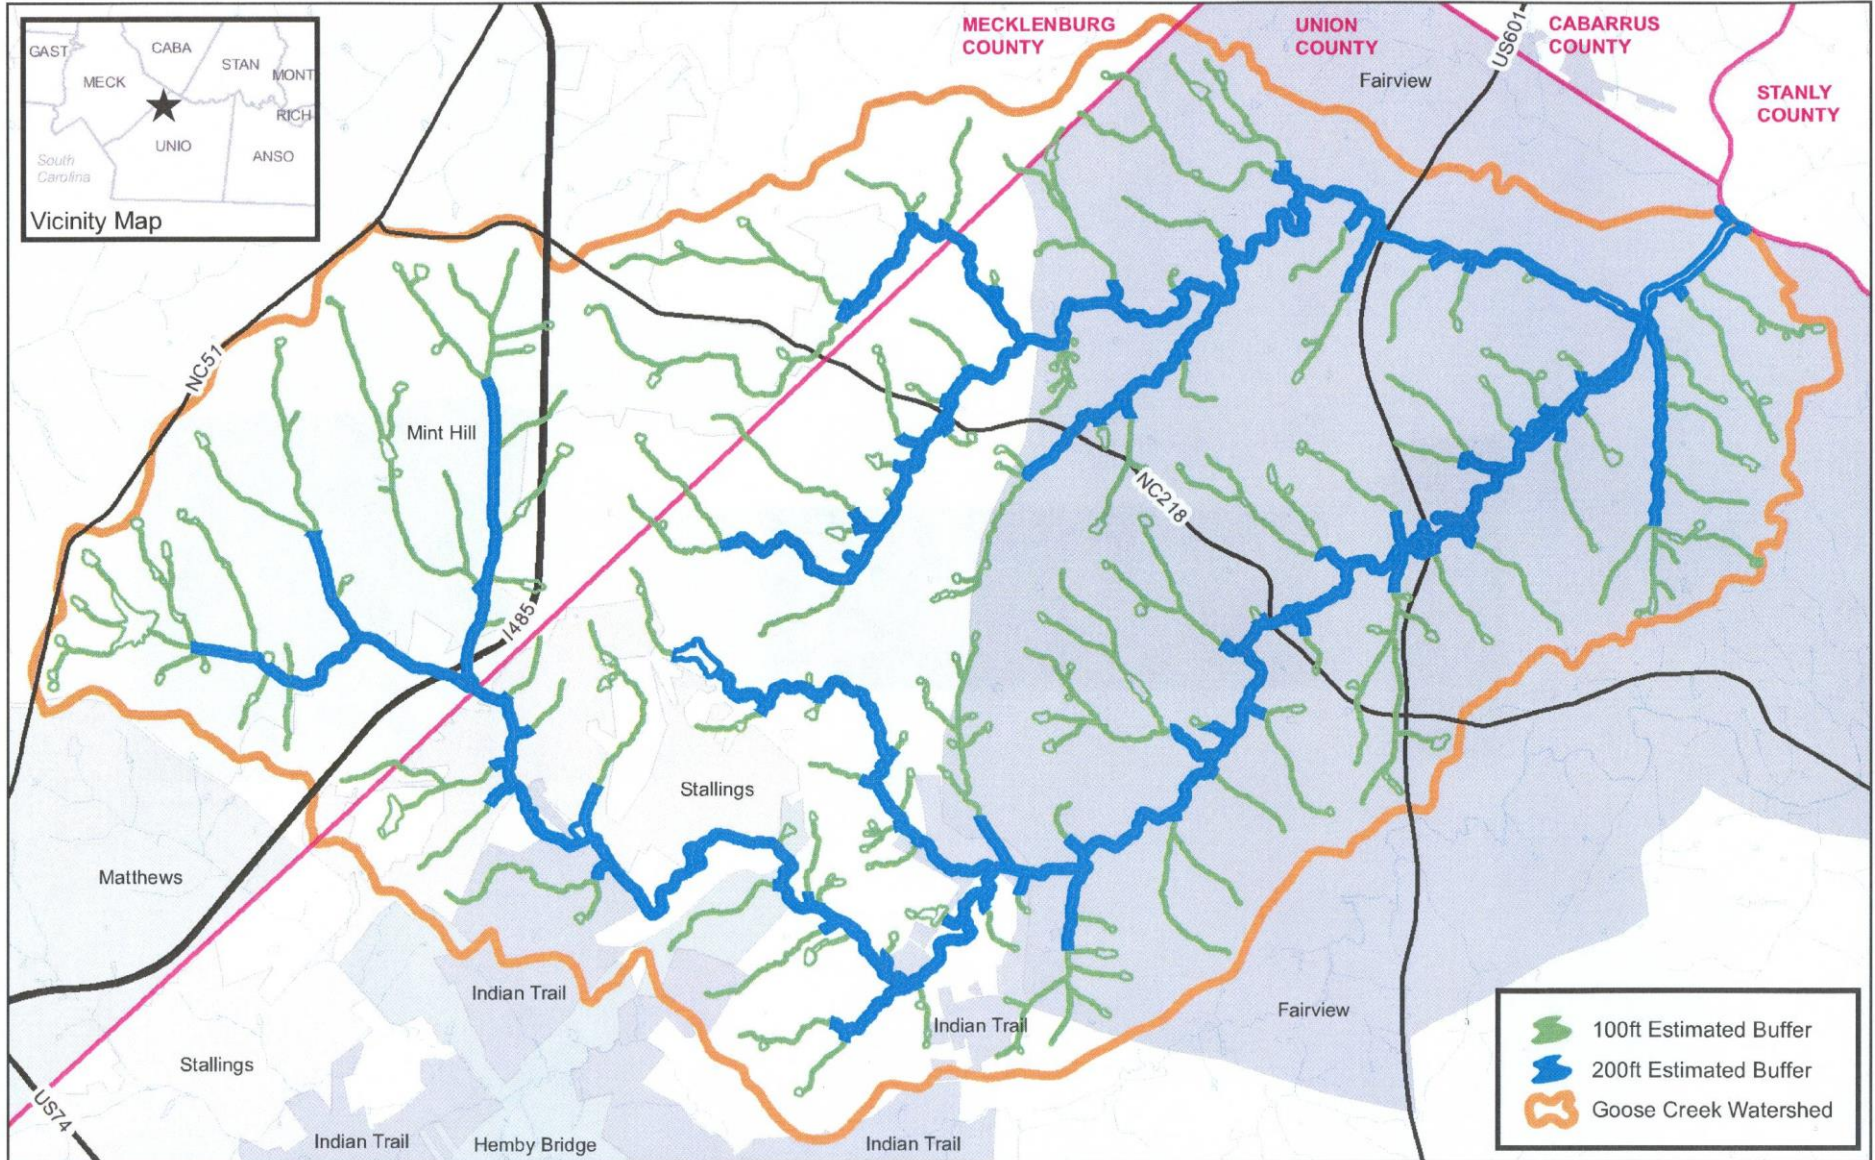 GAST
CABA
STAN
MECK
MONT
RICH
UNIO
ANSO
South
Carolina
Vicinity Map
MECKLENBURG
COUNTY
UNION
COUNTY
CABARRUS
COUNTY
STANLY
COUNTY
US601
Fairview
NC51
Mint Hill
NC218
I485
Stallings
Matthews
Indian Trail
Indian Trail
Fairview
Stallings
US74
Indian Trail
Hemby Bridge
Indian Trail
100ft Estimated Buffer
200ft Estimated Buffer
Goose Creek Watershed